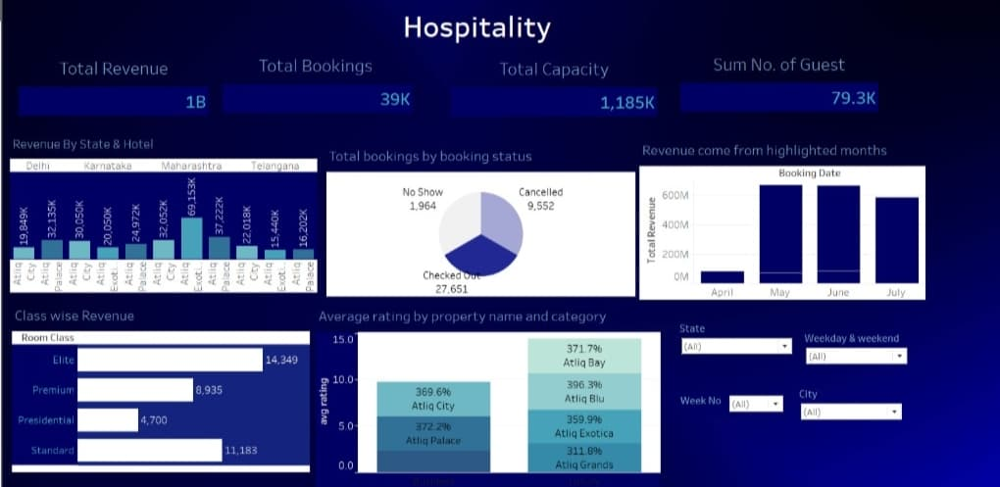 Hospitality
Total Revenue
1B
Total Bookings
39K
Total Capacity
1,185K
Sum No. of Guest
79.3K
Revenue By State & Hotel
Delhi Karnataka Maharashtra Telangana
19,849K
32,135K
30,050K
20,050K
24,972K
32,052K
69,153K
37,222K
22,018K
15,440K
16,202K
Atliq City
Atliq Palace
Atliq City
Atliq Exoti..
Atliq Palace
Atliq City
Atliq Exoti..
Atliq Palace
Atliq City
Atliq Exoti..
Atliq Palace
Total bookings by booking status
No Show
1,964
Cancelled
9,552
Checked Out
27,651
Revenue come from highlighted months
Booking Date
Total Revenue
600M
400M
200M
0M
April May June July
Class wise Revenue
Room Class
Elite 14,349
Premium 8,935
Presidential 4,700
Standard 11,183
Average rating by property name and category
avg rating
15.0
10.0
5.0
0.0
369.6%
Atliq City
372.2%
Atliq Palace
371.7%
Atliq Bay
396.3%
Atliq Blu
359.9%
Atliq Exotica
311.8%
Atliq Grands
State
(All)
Weekday & weekend
(All)
Week No (All)
City
(All)